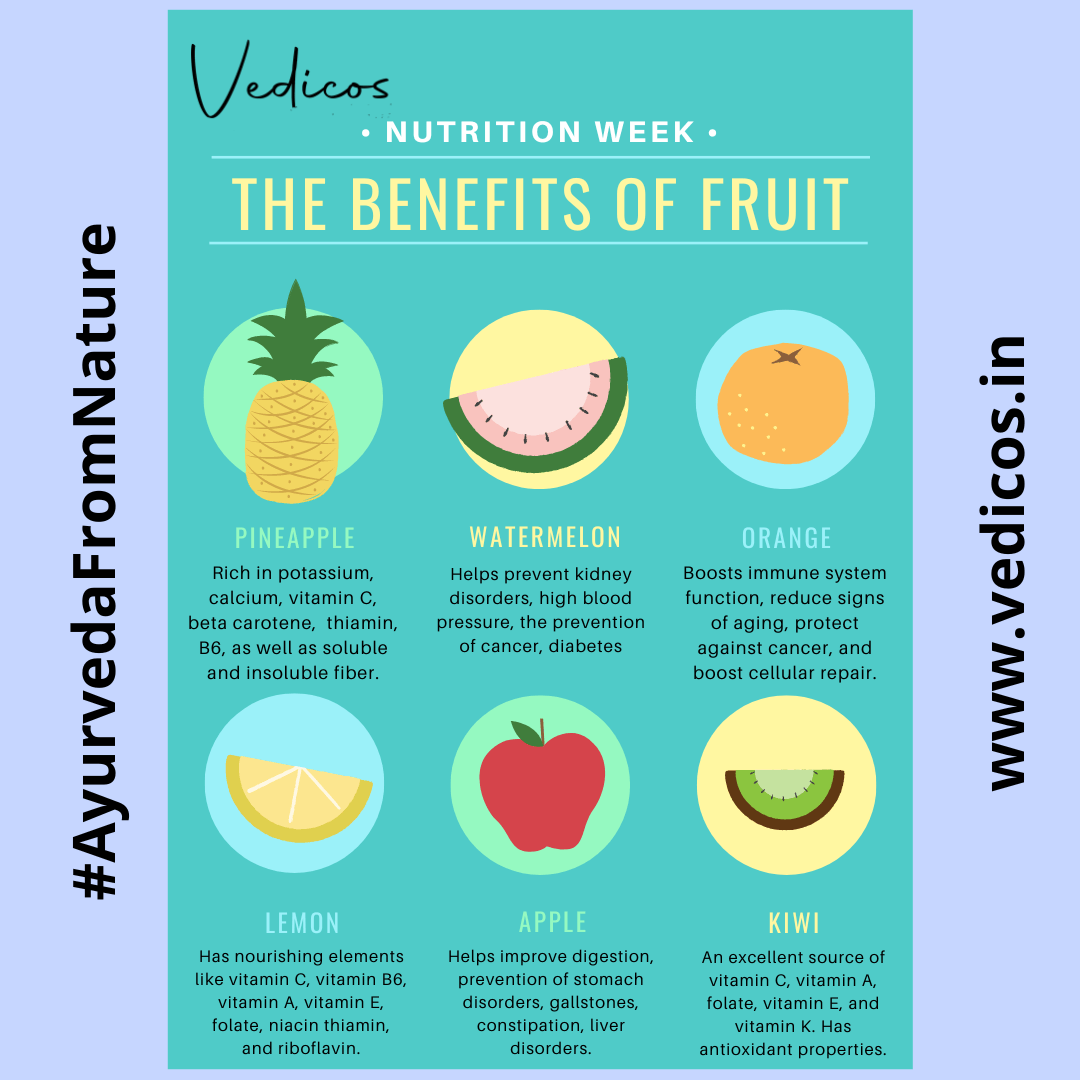 Vedicos
• NUTRITION WEEK •
THE BENEFITS OF FRUIT
#AyurvedaFromNature
www.vedicos.in
PINEAPPLE
Rich in potassium,
calcium, vitamin C,
beta carotene, thiamin,
B6, as well as soluble
and insoluble fiber.
WATERMELON
Helps prevent kidney
disorders, high blood
pressure, the prevention
of cancer, diabetes
ORANGE
Boosts immune system
function, reduce signs
of aging, protect
against cancer, and
boost cellular repair.
LEMON
Has nourishing elements
like vitamin C, vitamin B6,
vitamin A, vitamin E,
folate, niacin thiamin,
and riboflavin.
APPLE
Helps improve digestion,
prevention of stomach
disorders, gallstones,
constipation, liver
disorders.
KIWI
An excellent source of
vitamin C, vitamin A,
folate, vitamin E, and
vitamin K. Has
antioxidant properties.